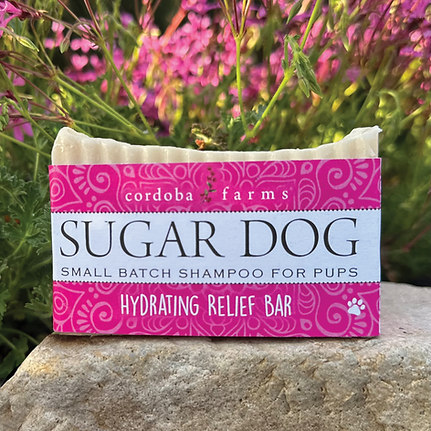 cordoba farms
SUGAR DOG
SMALL BATCH SHAMPOO FOR PUPS
HYDRATING RELIEF BAR